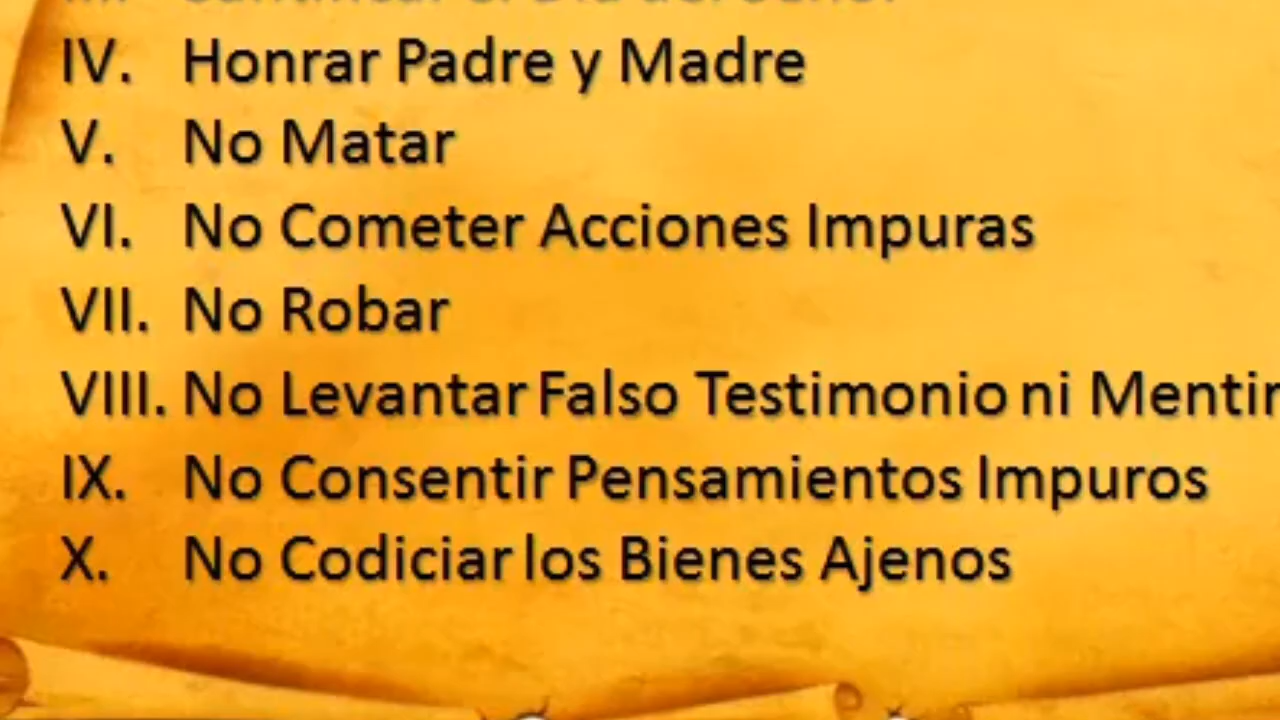 IV. Honrar Padre y Madre
V. No Matar
VI. No Cometer Acciones Impuras
VII. No Robar
VIII. No Levantar Falso Testimonio ni Mentir
IX. No Consentir Pensamientos Impuros
X. No Codiciar los Bienes Ajenos